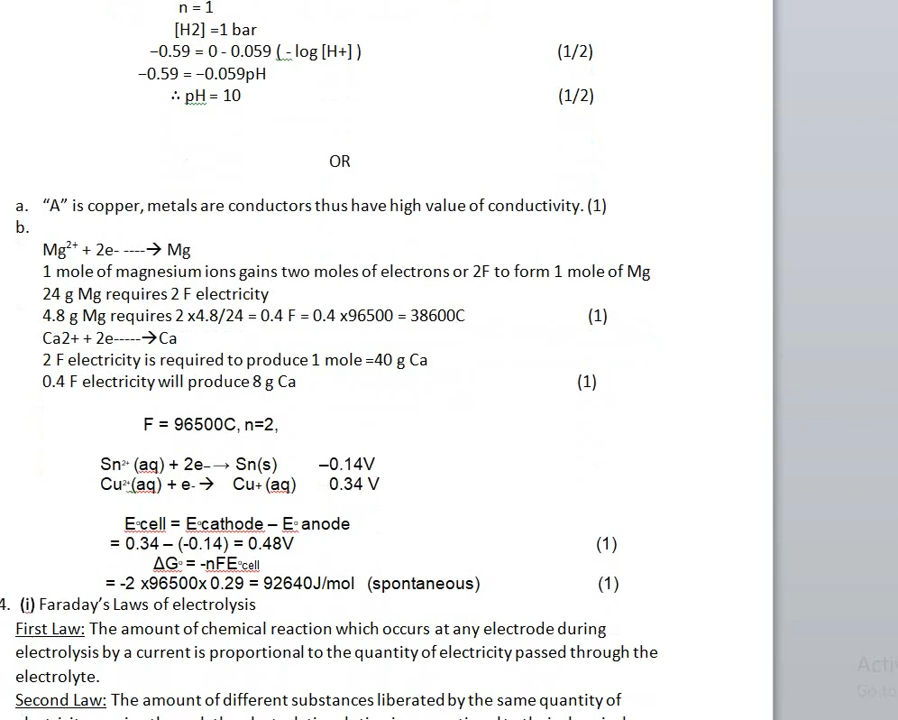 n = 1
[H2] =1 bar
−0.59 = 0 - 0.059 ( - log [H+] ) (1/2)
−0.59 = −0.059pH
∴ pH = 10 (1/2)
OR
a. “A” is copper, metals are conductors thus have high value of conductivity. (1)
b.
Mg²⁺ + 2e- ----→ Mg
1 mole of magnesium ions gains two moles of electrons or 2F to form 1 mole of Mg
24 g Mg requires 2 F electricity
4.8 g Mg requires 2 x4.8/24 = 0.4 F = 0.4 x96500 = 38600C (1)
Ca2+ + 2e-----→Ca
2 F electricity is required to produce 1 mole =40 g Ca
0.4 F electricity will produce 8 g Ca (1)
F = 96500C, n=2,
Sn²⁺ (aq) + 2e-→ Sn(s) −0.14V
Cu²⁺(aq) + e- → Cu+ (aq) 0.34 V
E°cell = E°cathode – E° anode
= 0.34 – (-0.14) = 0.48V (1)
ΔG° = -nFE°cell
= -2 x96500x 0.29 = 92640J/mol (spontaneous) (1)
4. (i) Faraday’s Laws of electrolysis
First Law: The amount of chemical reaction which occurs at any electrode during
electrolysis by a current is proportional to the quantity of electricity passed through the
electrolyte.
Second Law: The amount of different substances liberated by the same quantity of